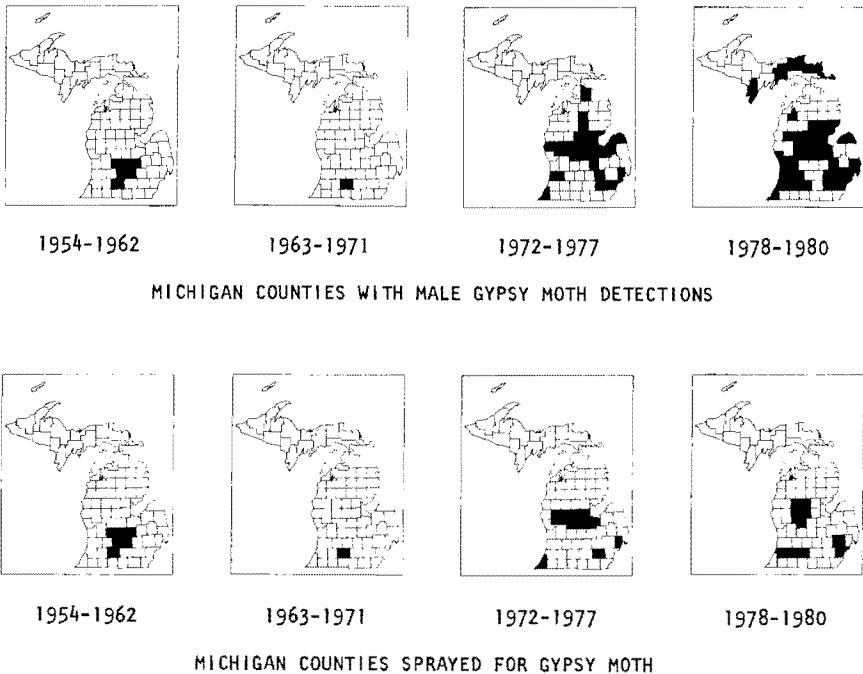 1954-1962 1963-1971 1972-1977 1978-1980
MICHIGAN COUNTIES WITH MALE GYPSY MOTH DETECTIONS
1954-1962 1963-1971 1972-1977 1978-1980
MICHIGAN COUNTIES SPRAYED FOR GYPSY MOTH